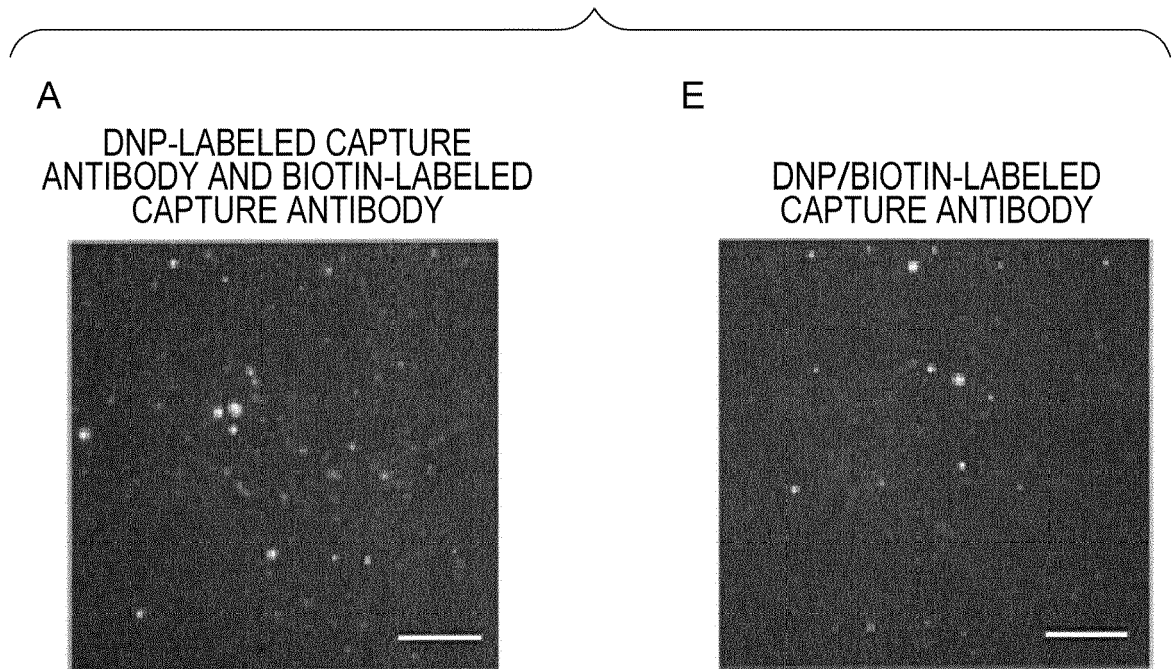 A
DNP-LABELED CAPTURE
ANTIBODY AND BIOTIN-LABELED
CAPTURE ANTIBODY
E
DNP/BIOTIN-LABELED
CAPTURE ANTIBODY